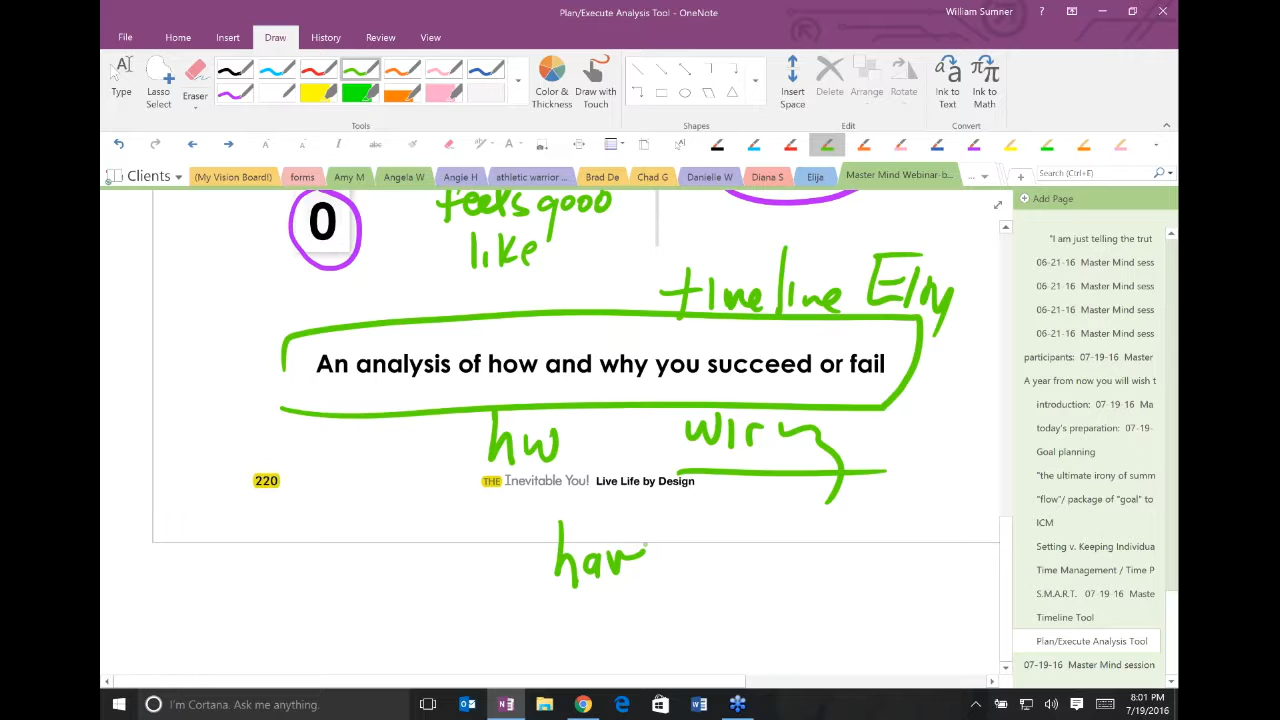 Plan/Execute Analysis Tool - OneNote
William Sumner
?
File Home Insert Draw History Review View
Type
Lasso Select
Eraser
Color & Thickness
Draw with Touch
Insert Space
Delete
Arrange
Rotate
Ink to Text
Ink to Math
Tools
Shapes
Edit
Convert
Clients
(My Vision Board!)
forms
Amy M
Angela W
Angie H
athletic warrior ...
Brad De
Chad G
Danielle W
Diana S
Elija
Master Mind Webinar-b...
...
Search (Ctrl+E)
Add Page
0
feels good
like
timeline
An analysis of how and why you succeed or fail
hw
220
THE Inevitable You! Live Life by Design
"I am just telling the trut
06-21-16 Master Mind sess
06-21-16 Master Mind sess
06-21-16 Master Mind sess
06-21-16 Master Mind sess
participants: 07-19-16 Master
A year from now you will wish t
introduction: 07-19-16 Ma
today's preparation: 07-19-
Goal planning
"the ultimate irony of summ
"flow"/ package of "goal" to
ICM
Setting v. Keeping Individua
Time Management / Time P
S.M.A.R.T. 07 19 16 Maste
Timeline Tool
Plan/Execute Analysis Tool
07-19-16 Master Mind session
I'm Cortana. Ask me anything.
8:01 PM
7/19/2016